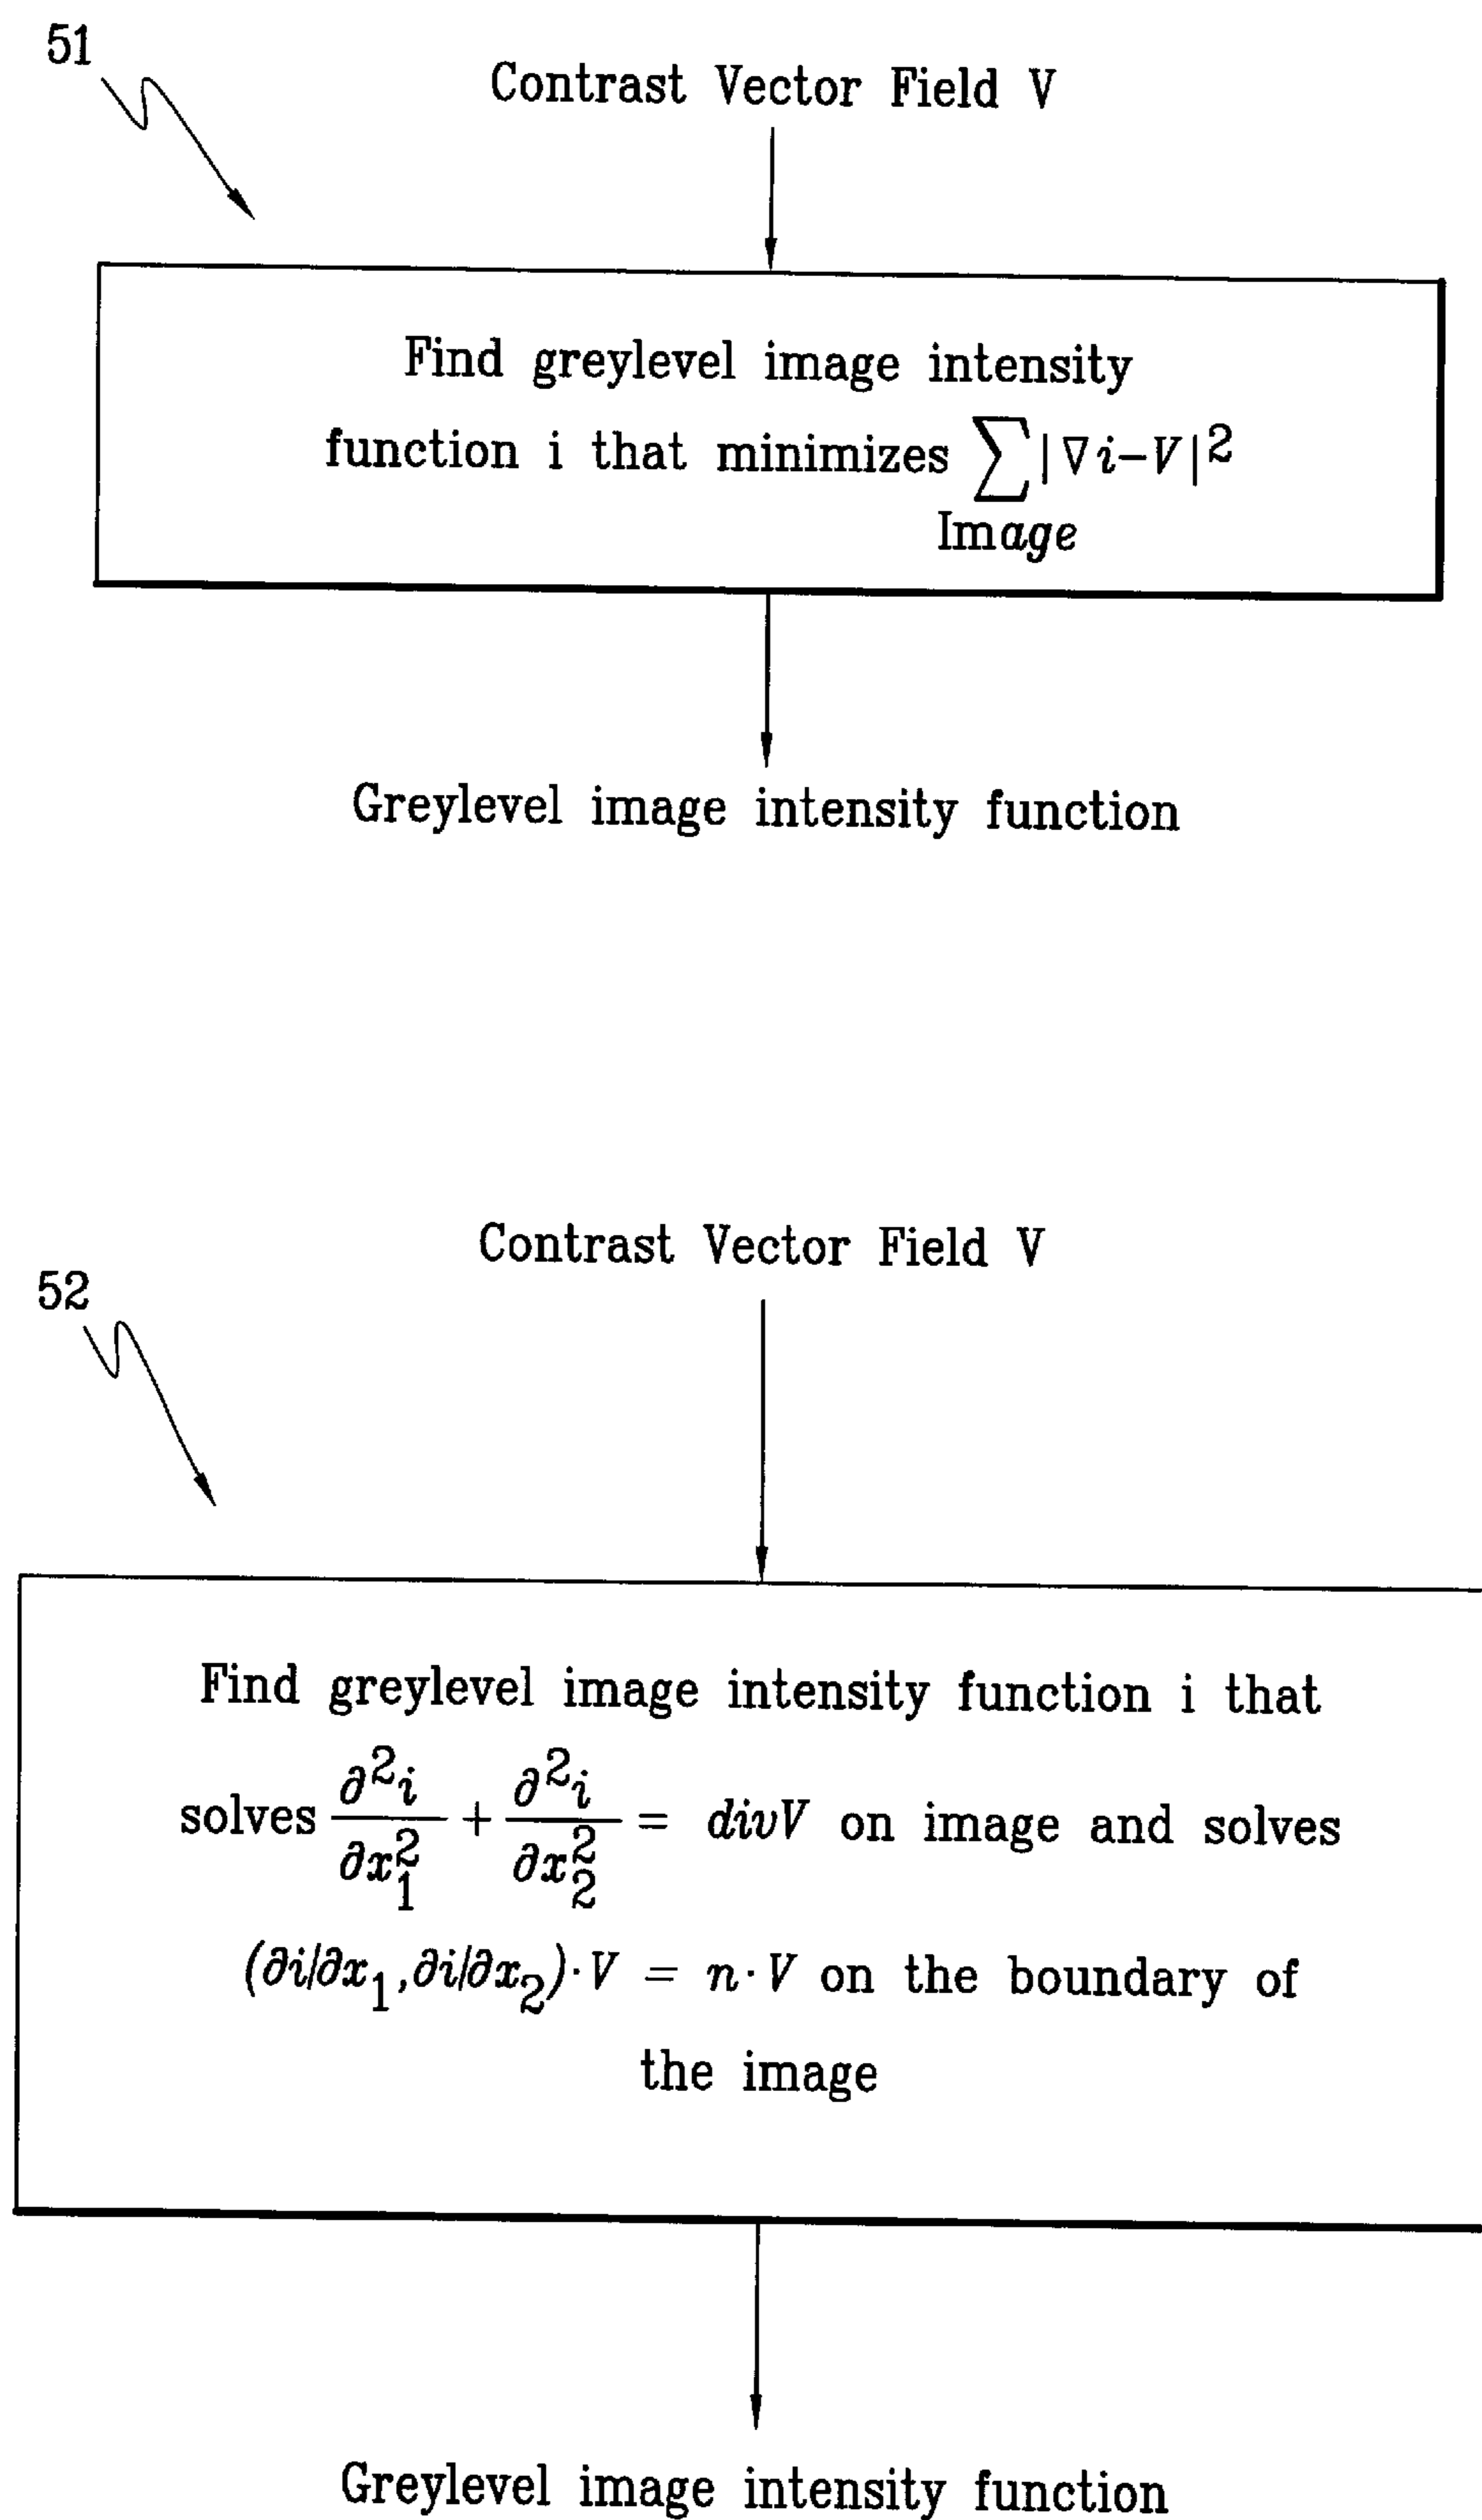 51
Contrast Vector Field V
Find greylevel image intensity
function i that minimizes ∑|∇i−V|²
Image
Greylevel image intensity function
Contrast Vector Field V
52
Find greylevel image intensity function i that
solves ∂²i/∂x₁² + ∂²i/∂x₂² = divV on image and solves
(∂i/∂x₁,∂i/∂x₂)·V = n·V on the boundary of
the image
Greylevel image intensity function